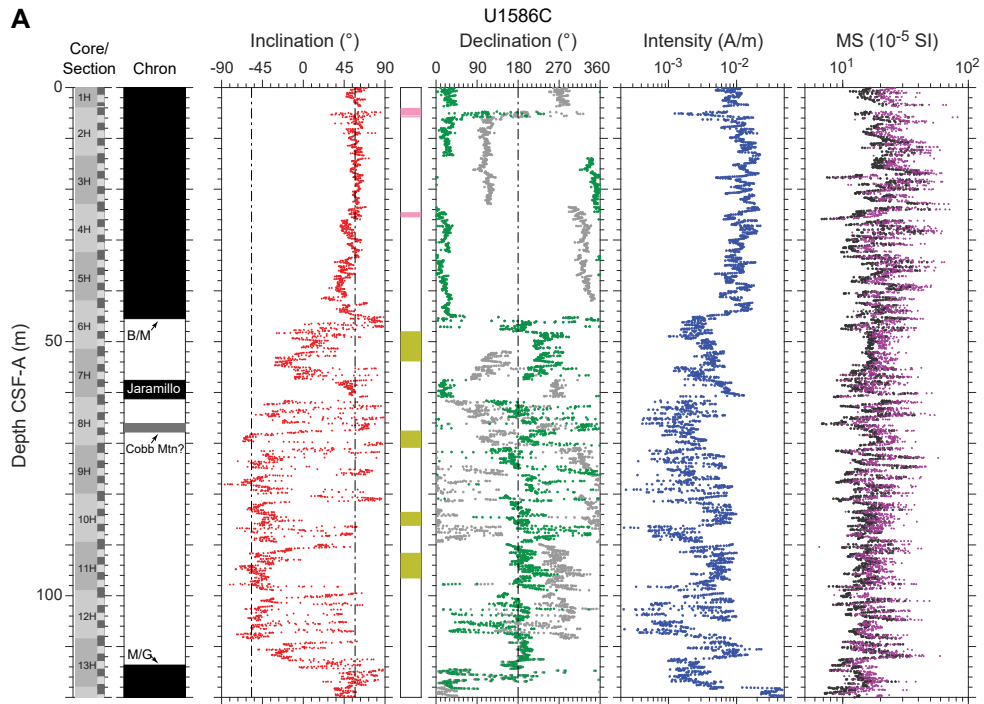 A
U1586C
Core/
Section
Chron
Inclination (°)
Declination (°)
Intensity (A/m)
MS (10-5 SI)
-90 -45 0 45 90
0 90 180 270 360
10-3 10-2
101 102
Depth CSF-A (m)
0
50
100
1H
2H
3H
4H
5H
6H
7H
8H
9H
10H
11H
12H
13H
B/M
Jaramillo
Cobb Mtn?
M/G